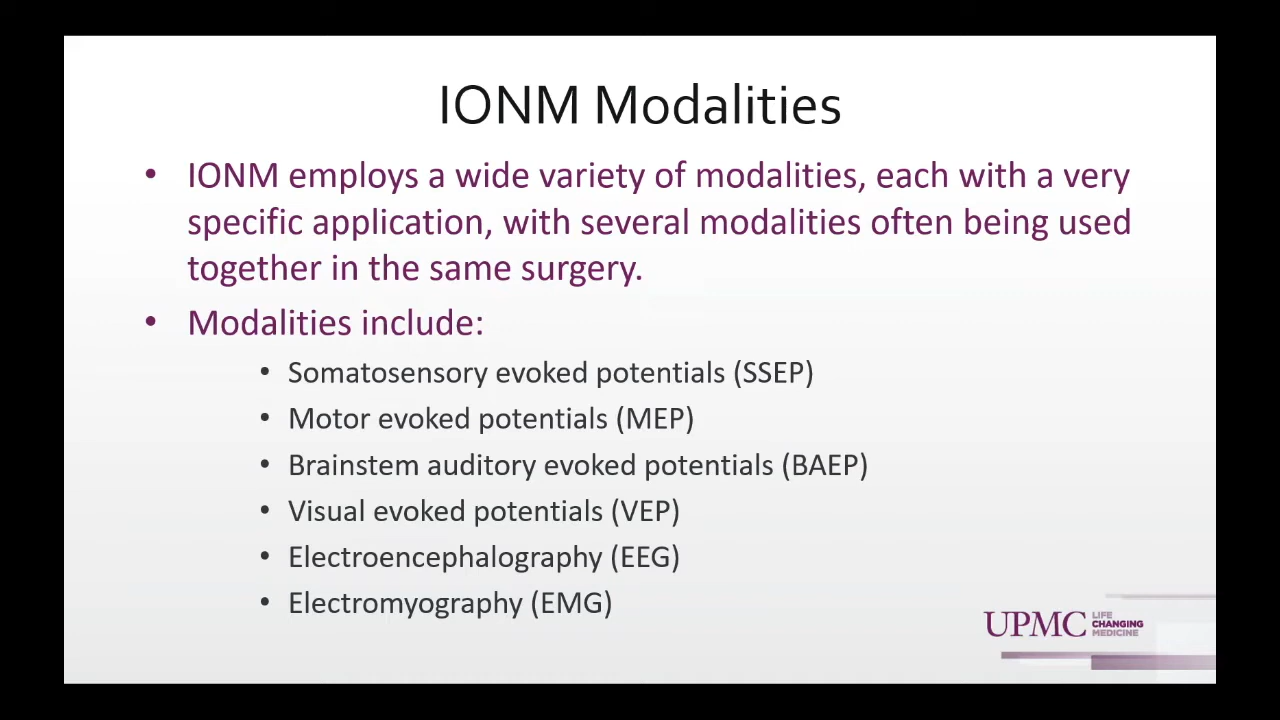 IONM Modalities
• IONM employs a wide variety of modalities, each with a very
specific application, with several modalities often being used
together in the same surgery.
• Modalities include:
• Somatosensory evoked potentials (SSEP)
• Motor evoked potentials (MEP)
• Brainstem auditory evoked potentials (BAEP)
• Visual evoked potentials (VEP)
• Electroencephalography (EEG)
• Electromyography (EMG)
UPMC
LIFE
CHANGING
MEDICINE